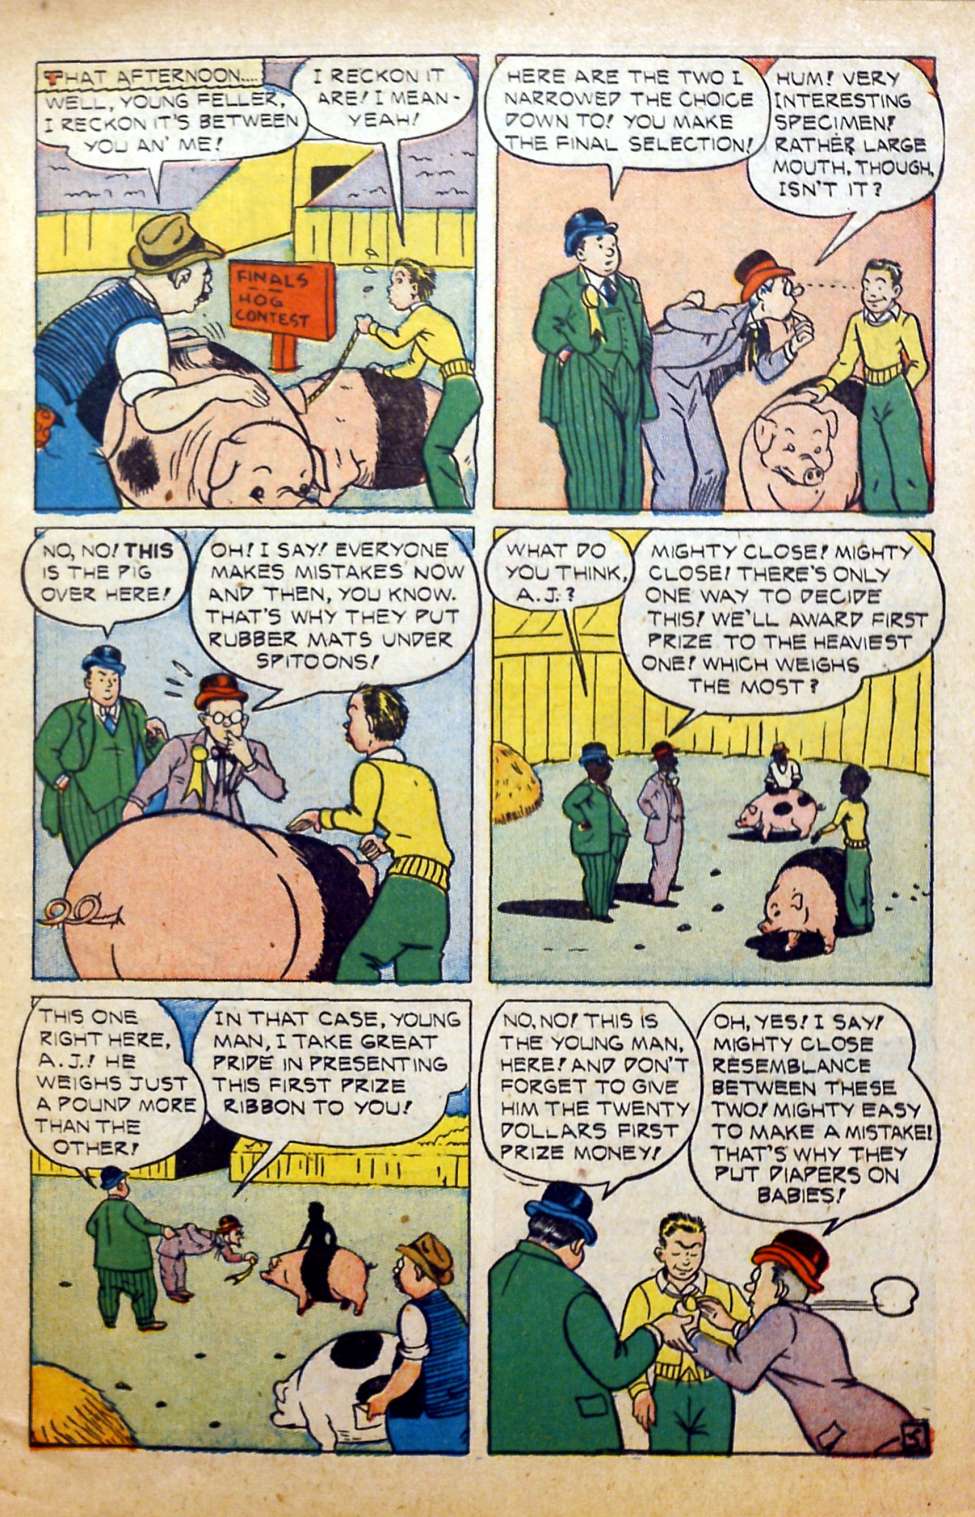 THAT AFTERNOON....
WELL, YOUNG FELLER,
I RECKON IT'S BETWEEN
YOU AN' ME!
I RECKON IT
ARE! I MEAN-
YEAH!
FINALS
HOG
CONTEST
HERE ARE THE TWO I
NARROWED THE CHOICE
DOWN TO! YOU MAKE
THE FINAL SELECTION!
HUM! VERY
INTERESTING
SPECIMEN!
RATHER LARGE
MOUTH, THOUGH,
ISN'T IT?
NO, NO! THIS
IS THE PIG
OVER HERE!
OH! I SAY! EVERYONE
MAKES MISTAKES NOW
AND THEN, YOU KNOW.
THAT'S WHY THEY PUT
RUBBER MATS UNDER
SPITOONS!
WHAT DO
YOU THINK,
A.J.?
MIGHTY CLOSE! MIGHTY
CLOSE! THERE'S ONLY
ONE WAY TO DECIDE
THIS! WE'LL AWARD FIRST
PRIZE TO THE HEAVIEST
ONE! WHICH WEIGHS
THE MOST?
THIS ONE
RIGHT HERE,
A.J.! HE
WEIGHS JUST
A POUND MORE
THAN THE
OTHER!
IN THAT CASE, YOUNG
MAN, I TAKE GREAT
PRIDE IN PRESENTING
THIS FIRST PRIZE
RIBBON TO YOU!
NO, NO! THIS IS
THE YOUNG MAN,
HERE! AND DON'T
FORGET TO GIVE
HIM THE TWENTY
DOLLARS FIRST
PRIZE MONEY!
OH, YES! I SAY!
MIGHTY CLOSE
RESEMBLANCE
BETWEEN THESE
TWO! MIGHTY EASY
TO MAKE A MISTAKE!
THAT'S WHY THEY
PUT DIAPERS ON
BABIES!
5